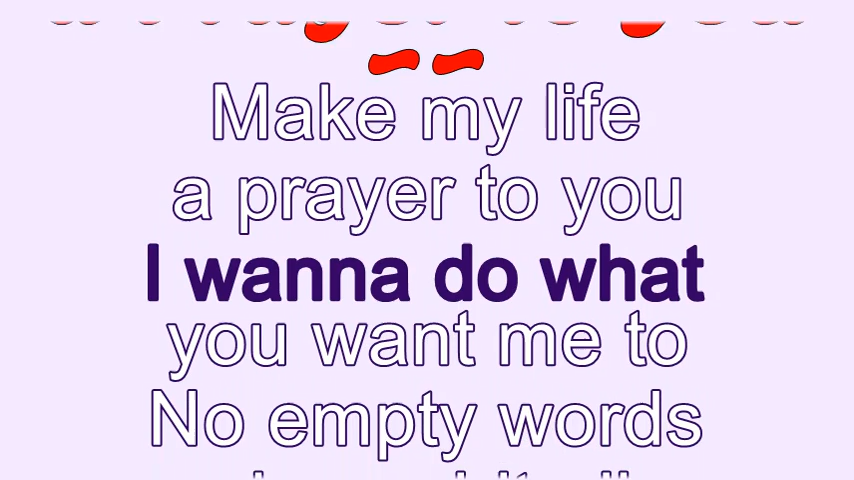 ~~
Make my life
a prayer to you
I wanna do what
you want me to
No empty words